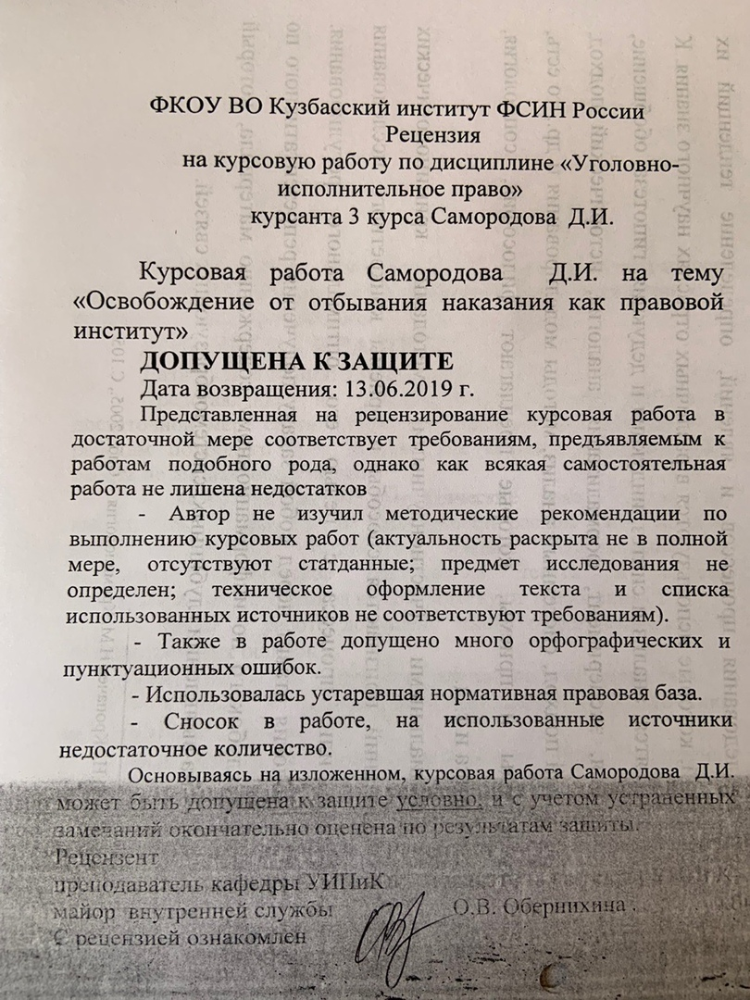 ФКОУ ВО Кузбасский институт ФСИН России
Рецензия
на курсовую работу по дисциплине «Уголовно-
исполнительное право»
курсанта 3 курса Самородова Д.И.
Курсовая работа Самородова Д.И. на тему
«Освобождение от отбывания наказания как правовой
институт»
ДОПУЩЕНА К ЗАЩИТЕ
Дата возвращения: 13.06.2019 г.
Представленная на рецензирование курсовая работа в
достаточной мере соответствует требованиям, предъявляемым к
работам подобного рода, однако как всякая самостоятельная
работа не лишена недостатков
- Автор не изучил методические рекомендации по
выполнению курсовых работ (актуальность раскрыта не в полной
мере, отсутствуют статданные; предмет исследования не
определен; техническое оформление текста и списка
использованных источников не соответствуют требованиям).
- Также в работе допущено много орфографических и
пунктуационных ошибок.
- Использовалась устаревшая нормативная правовая база.
- Сносок в работе, на использованные источники
недостаточное количество.
Основываясь на изложенном, курсовая работа Самородова Д.И.
может быть допущена к защите условно, и с учетом устраненных
замечаний окончательно оценена по результатам защиты.
Рецензент
преподаватель кафедры УИПиК
майор внутренней службы О.В. Обернихина .
С рецензией ознакомлен